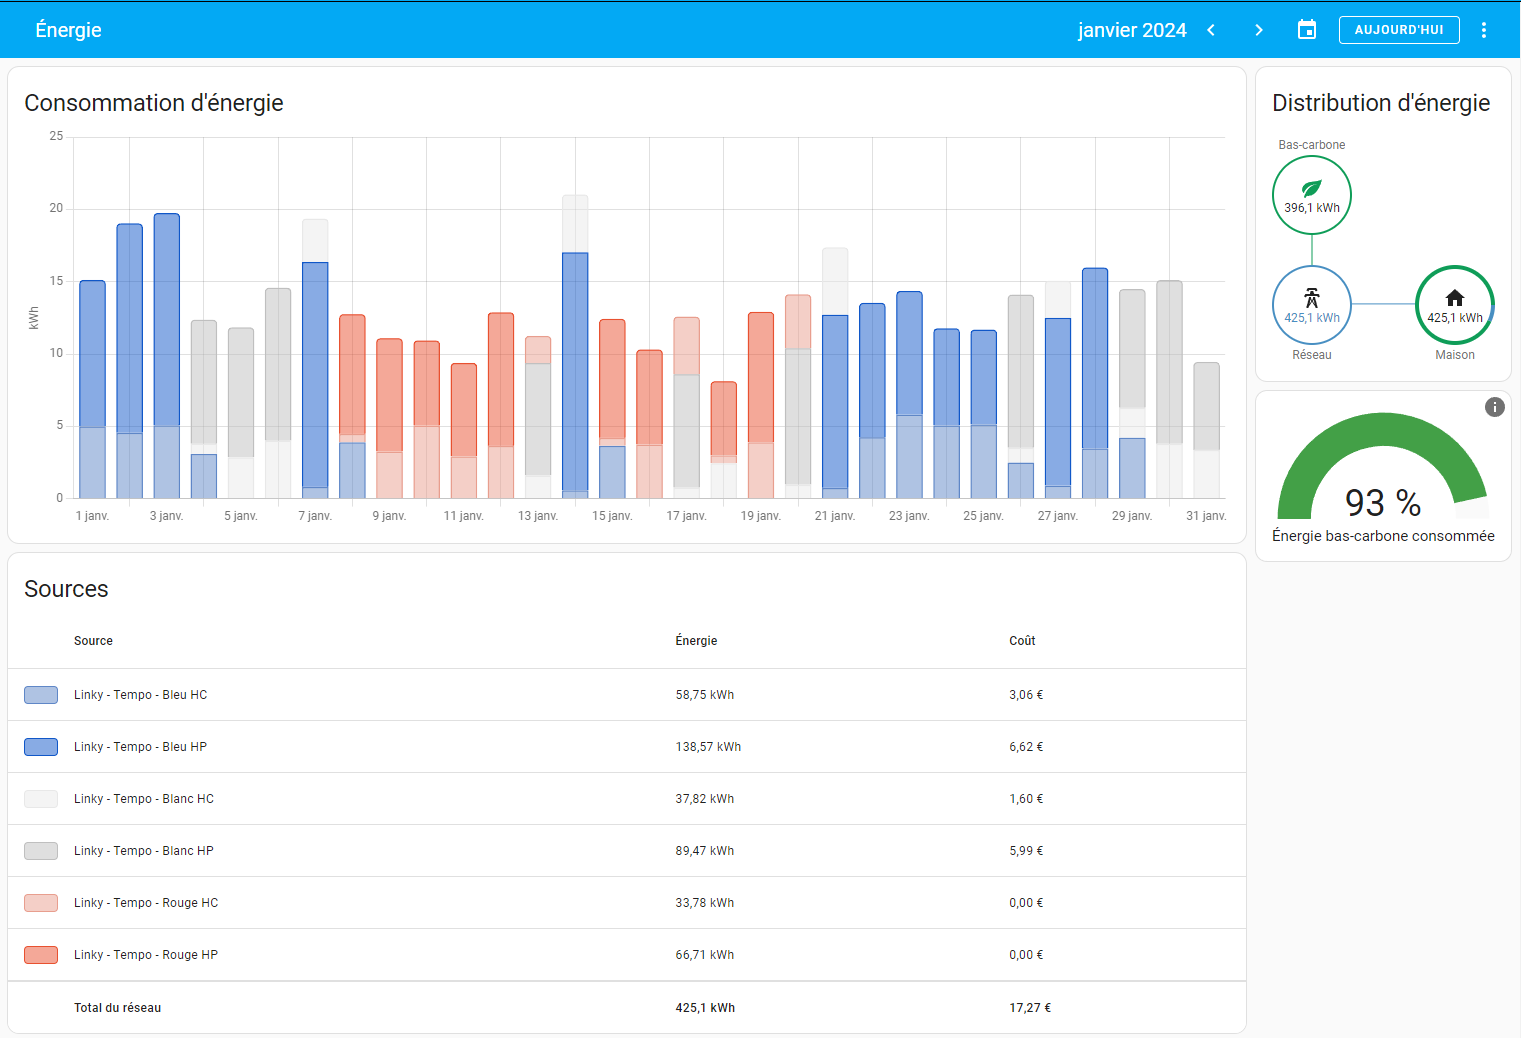 Énergie
janvier 2024
AUJOURD'HUI
Consommation d'énergie
25
20
15
10
5
0
kWh
1 janv.
3 janv.
5 janv.
7 janv.
9 janv.
11 janv.
13 janv.
15 janv.
17 janv.
19 janv.
21 janv.
23 janv.
25 janv.
27 janv.
29 janv.
31 janv.
Distribution d'énergie
Bas-carbone
396,1 kWh
425,1 kWh
425,1 kWh
Réseau
Maison
93 %
Énergie bas-carbone consommée
Sources
Source Énergie Coût
Linky - Tempo - Bleu HC 58,75 kWh 3,06 €
Linky - Tempo - Bleu HP 138,57 kWh 6,62 €
Linky - Tempo - Blanc HC 37,82 kWh 1,60 €
Linky - Tempo - Blanc HP 89,47 kWh 5,99 €
Linky - Tempo - Rouge HC 33,78 kWh 0,00 €
Linky - Tempo - Rouge HP 66,71 kWh 0,00 €
Total du réseau 425,1 kWh 17,27 €